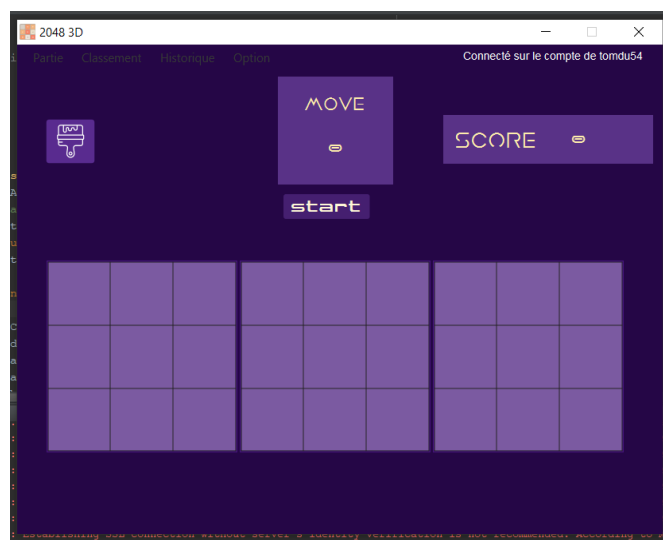 2048 3D
Partie Classement Historique Option
Connecté sur le compte de tomdu54
MOVE
0
SCORE 0
start
Establishing SSL connection without server's identity verification is not recommended. According to